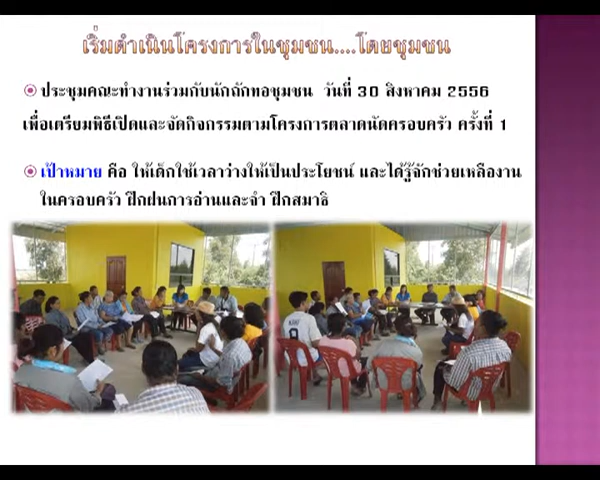 เริ่มดำเนินโครงการในชุมชน....โดยชุมชน
ประชุมคณะทำงานร่วมกับนักถักทอชุมชน วันที่ 30 สิงหาคม 2556
เพื่อเตรียมพิธีเปิดและจัดกิจกรรมตามโครงการตลาดนัดครอบครัว ครั้งที่ 1
เป้าหมาย คือ ให้เด็กใช้เวลาว่างให้เป็นประโยชน์ และได้รู้จักช่วยเหลืองาน
ในครอบครัว ฝึกฝนการอ่านและจำ ฝึกสมาธิ